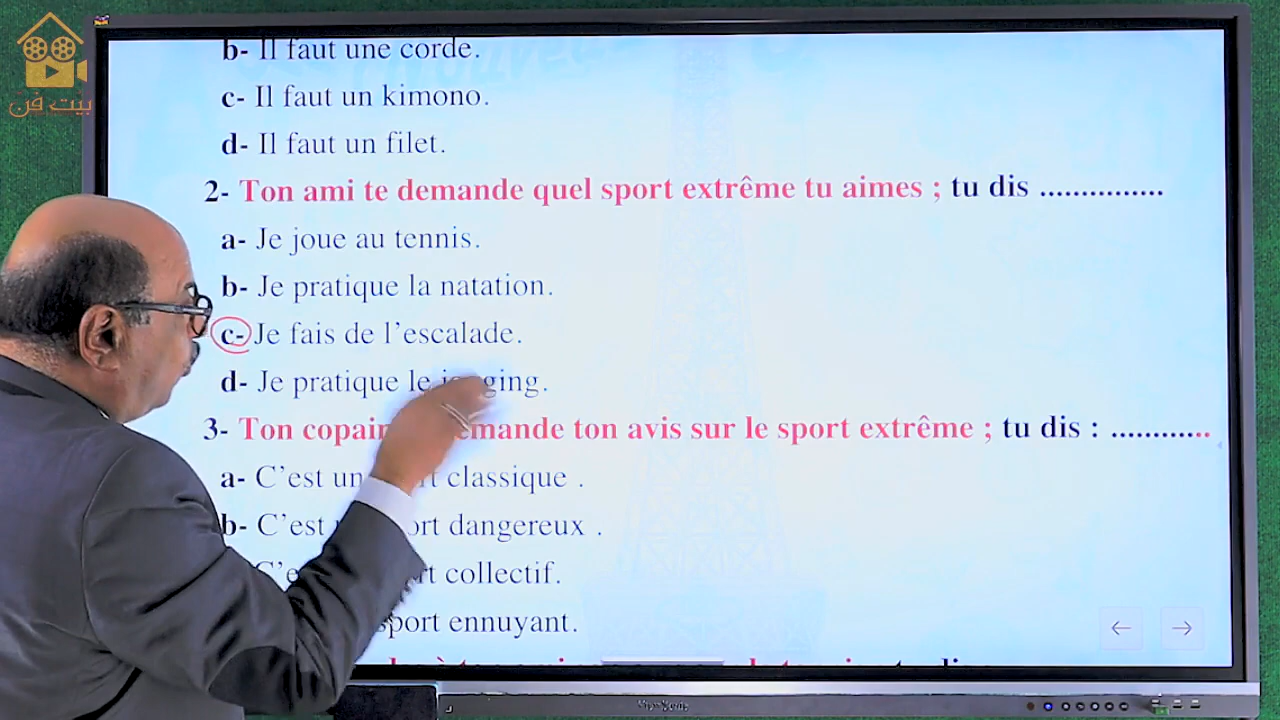 بيت فن
b- Il faut une corde.
c- Il faut un kimono.
d- Il faut un filet.
2- Ton ami te demande quel sport extrême tu aimes ; tu dis ...............
a- Je joue au tennis.
b- Je pratique la natation.
c- Je fais de l'escalade.
d- Je pratique le
3- Ton copain demande ton avis sur le sport extrême ; tu dis : ............
a- C'est un classique .
b- C'est dangereux .
collectif.
sport ennuyant.
ViewSonic